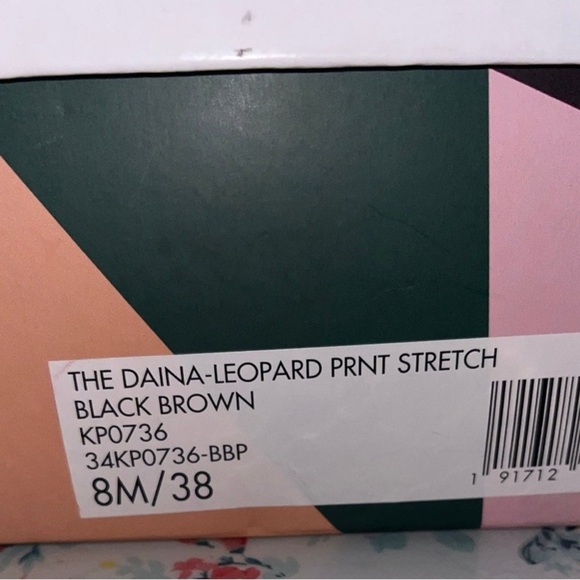 THE DAINA-LEOPARD PRNT STRETCH
BLACK BROWN
KP0736
34KP0736-BBP
8M/38
1 91712